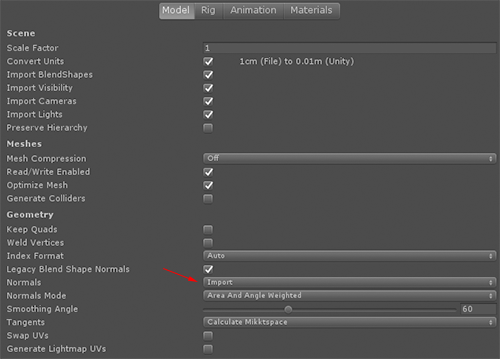 Model Rig Animation Materials
Scene
Scale Factor 1
Convert Units 1cm (File) to 0.01m (Unity)
Import BlendShapes
Import Visibility
Import Cameras
Import Lights
Preserve Hierarchy
Meshes
Mesh Compression Off
Read/Write Enabled
Optimize Mesh
Generate Colliders
Geometry
Keep Quads
Weld Vertices
Index Format Auto
Legacy Blend Shape Normals
Normals Import
Normals Mode Area And Angle Weighted
Smoothing Angle 60
Tangents Calculate Mikktspace
Swap UVs
Generate Lightmap UVs